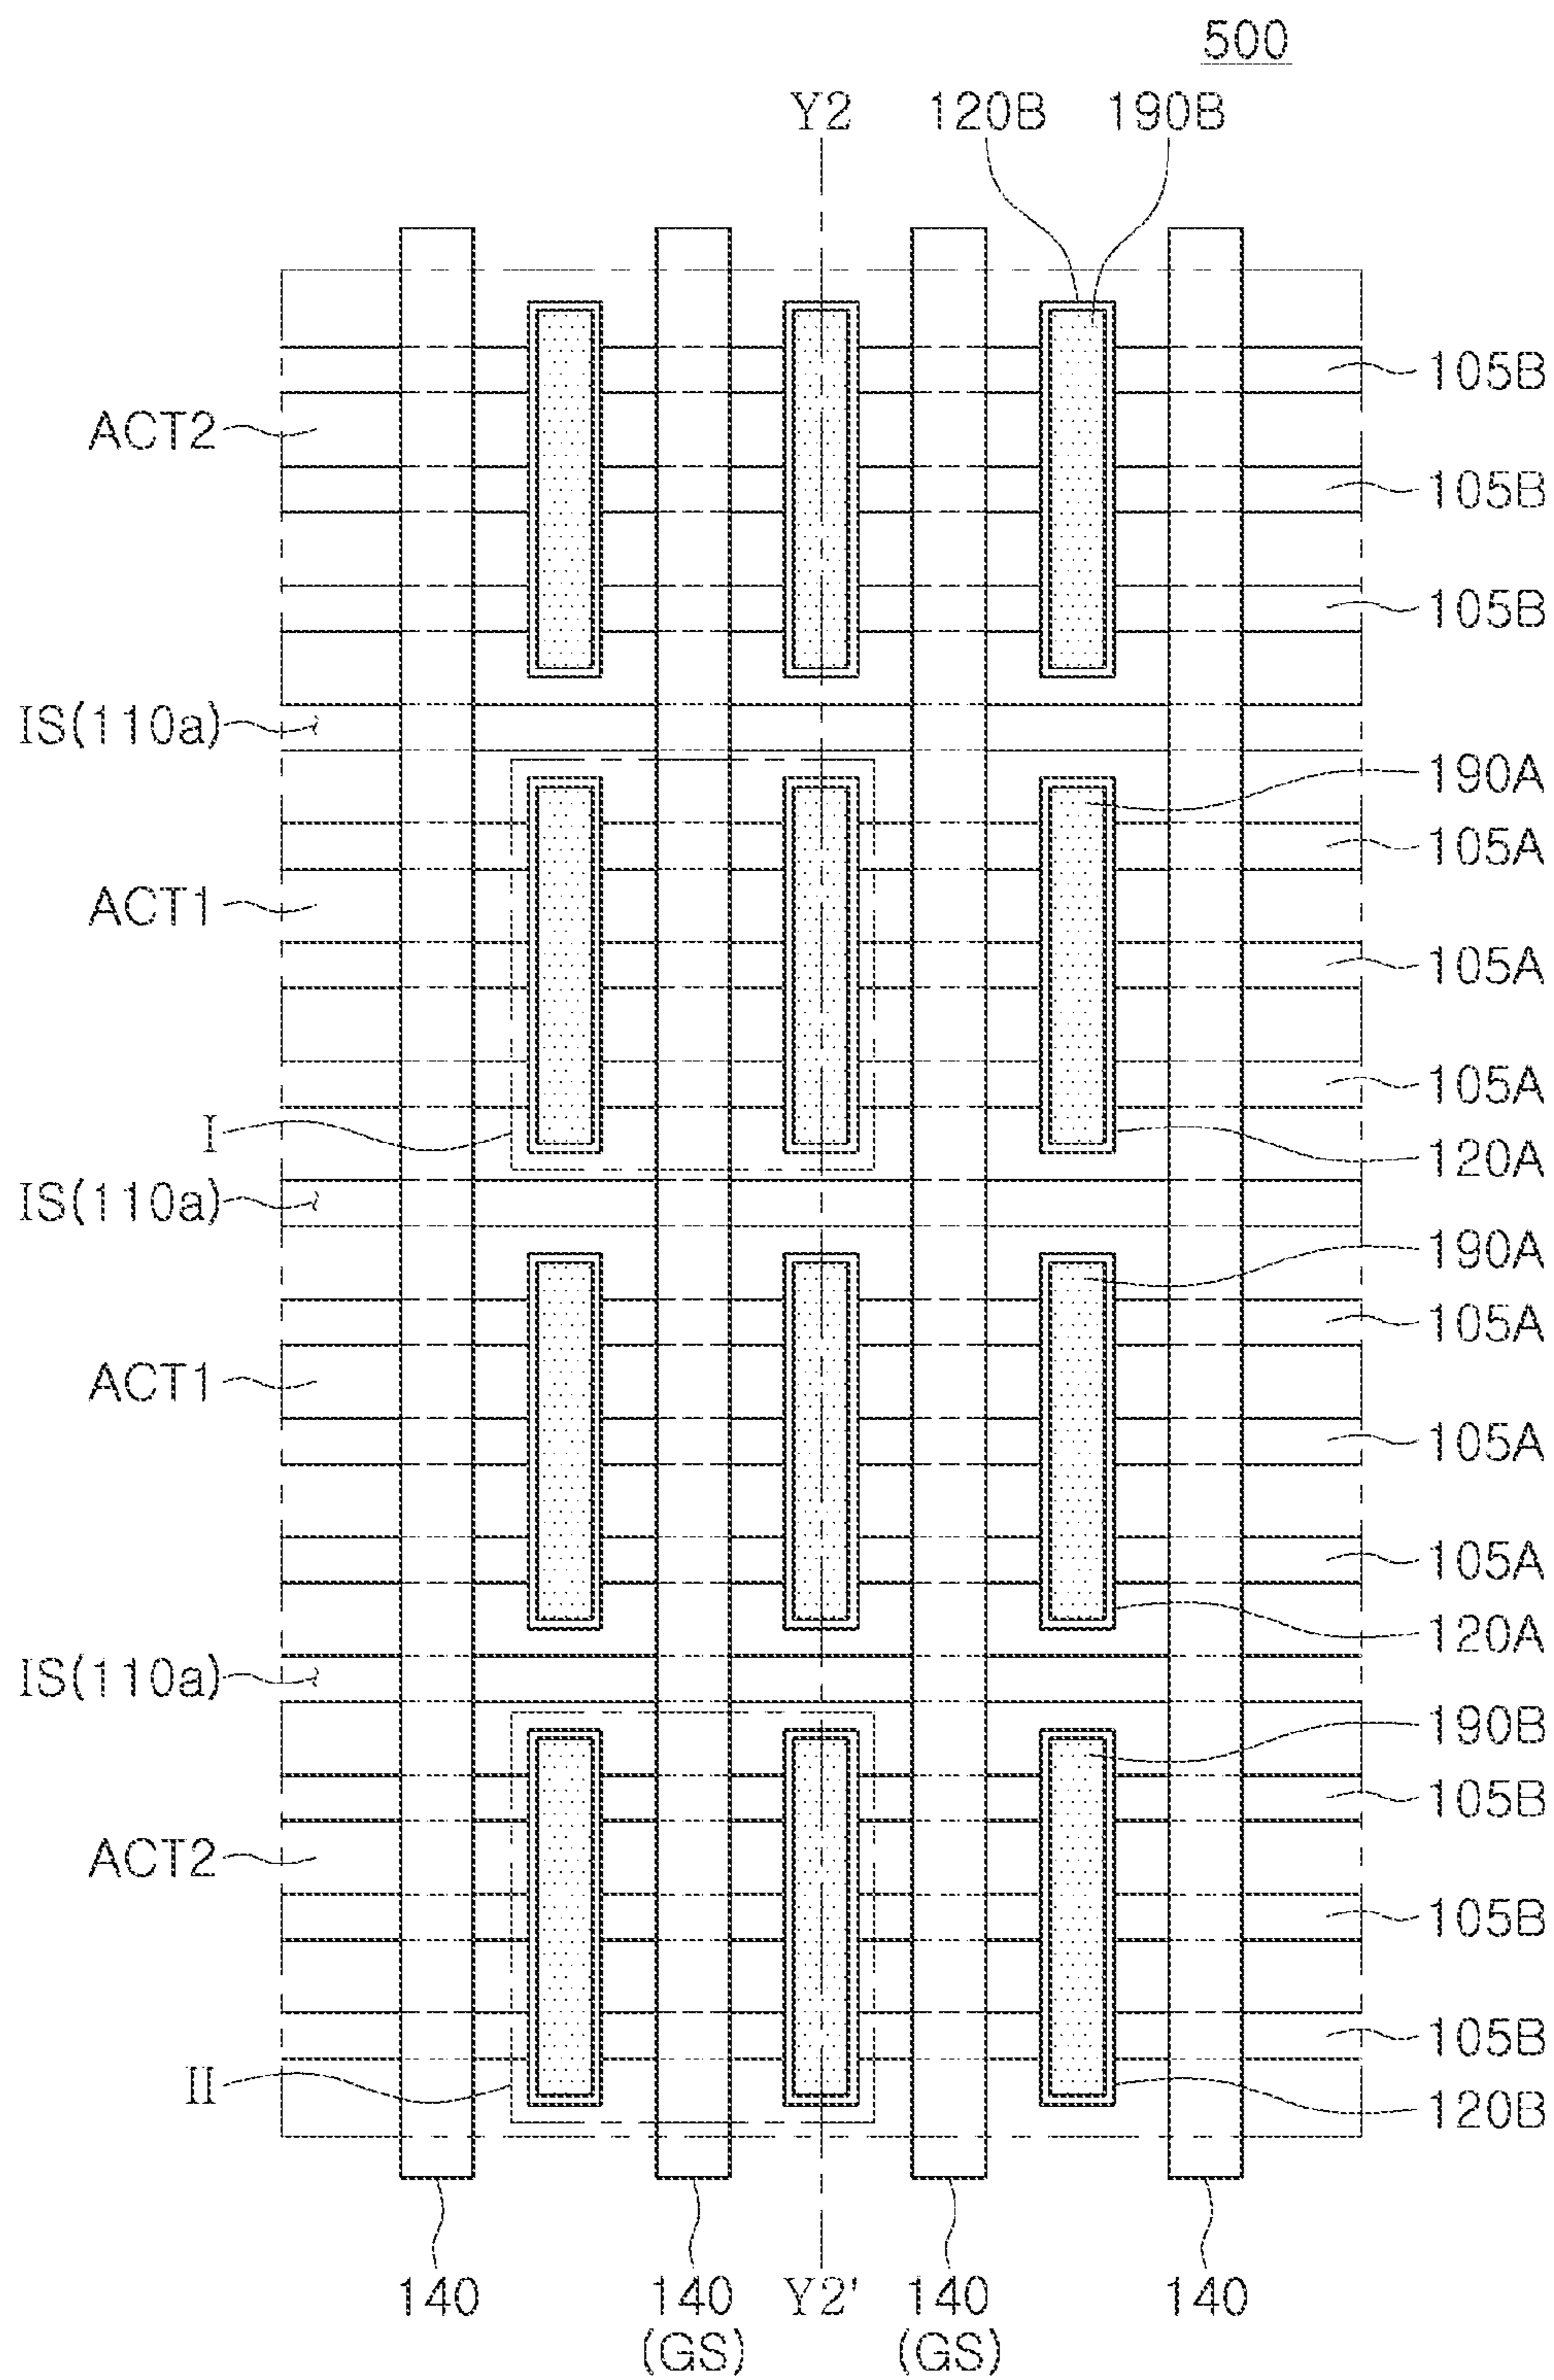 500
Y2 120B 190B
105B
ACT2
105B
105B
IS(110a)
190A
105A
ACT1
105A
105A
I
120A
IS(110a)
190A
105A
ACT1
105A
105A
120A
IS(110a)
190B
105B
ACT2
105B
105B
II
120B
140 140 Y2' 140 140
(GS) (GS)